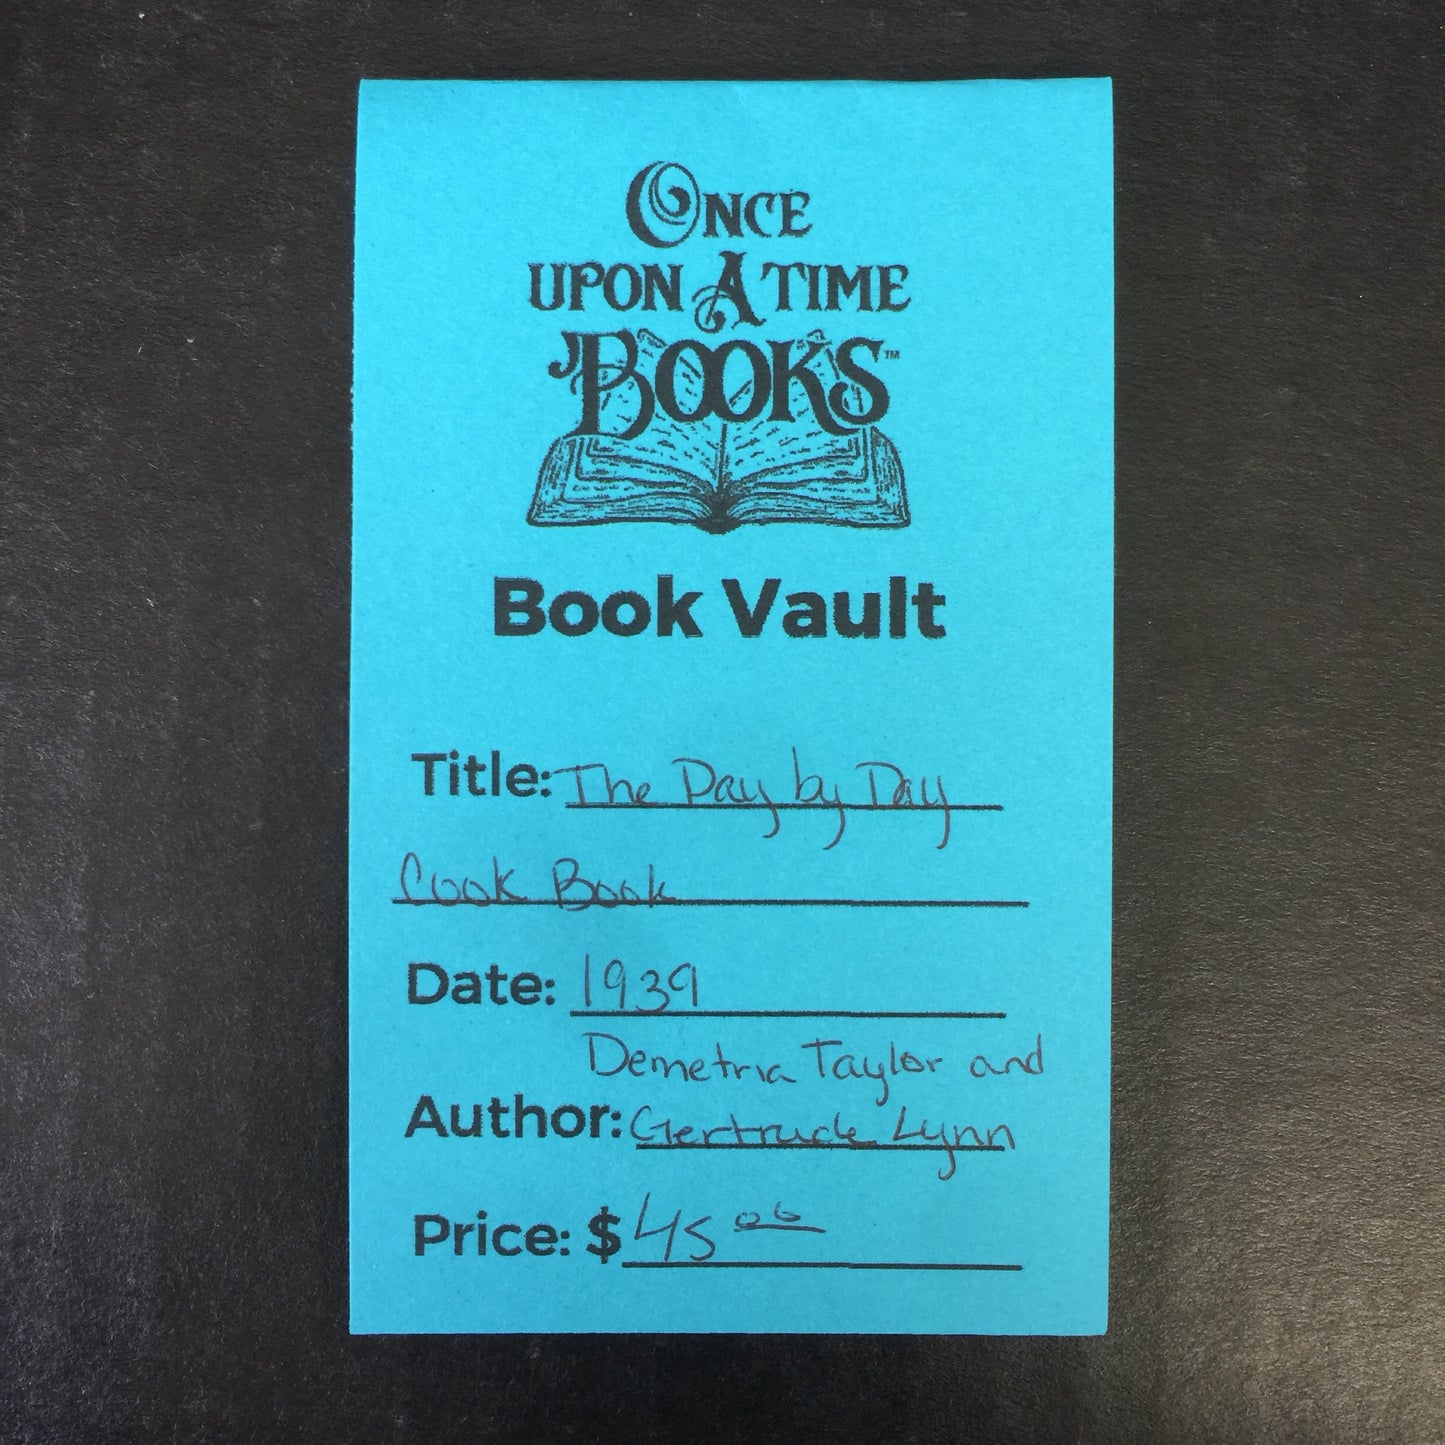 ONCE
UPON A TIME
BOOKS™
Book Vault
Title: The Day by Day
Cook Book
Date: 1939
Demetria Taylor and
Author: Gertrude Lynn
Price: $45 00